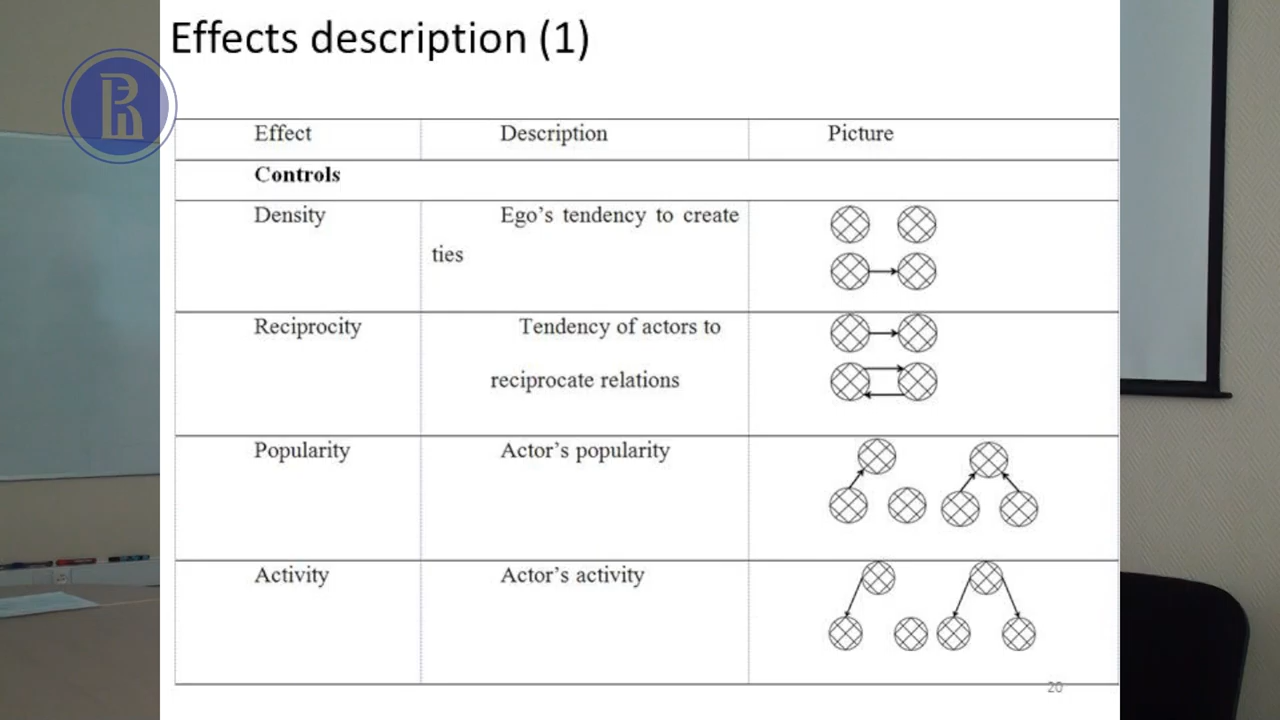 Effects description (1)
Effect Description Picture
Controls
Density Ego's tendency to create
ties
Reciprocity Tendency of actors to
reciprocate relations
Popularity Actor's popularity
Activity Actor's activity
20